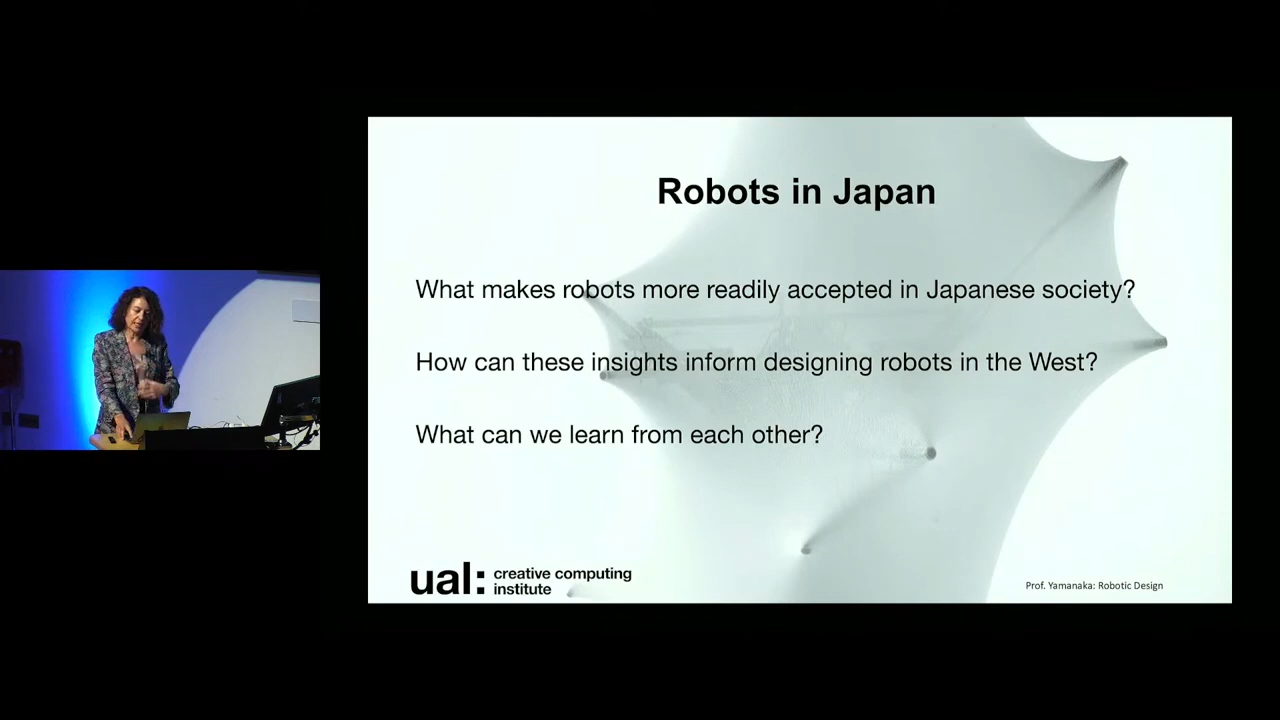 Robots in Japan
What makes robots more readily accepted in Japanese society?
How can these insights inform designing robots in the West?
What can we learn from each other?
ual: creative computing
institute
Prof. Yamanaka: Robotic Design